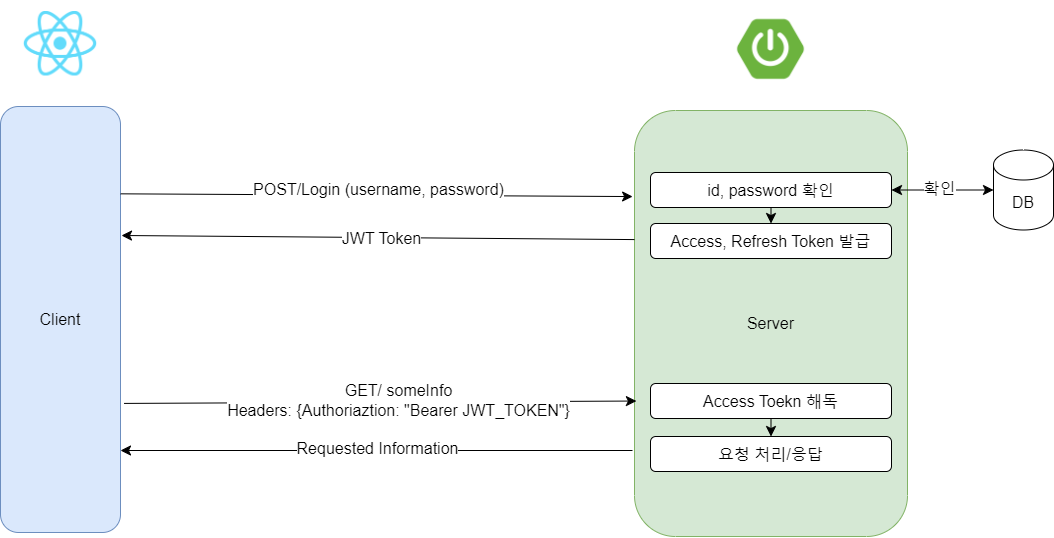 POST/Login (username, password)
id, password 확인
확인
DB
JWT Token
Access, Refresh Token 발급
Client
Server
GET/ someInfo
Headers: {Authoriaztion: "Bearer JWT_TOKEN"}
Access Toekn 해독
Requested Information
요청 처리/응답